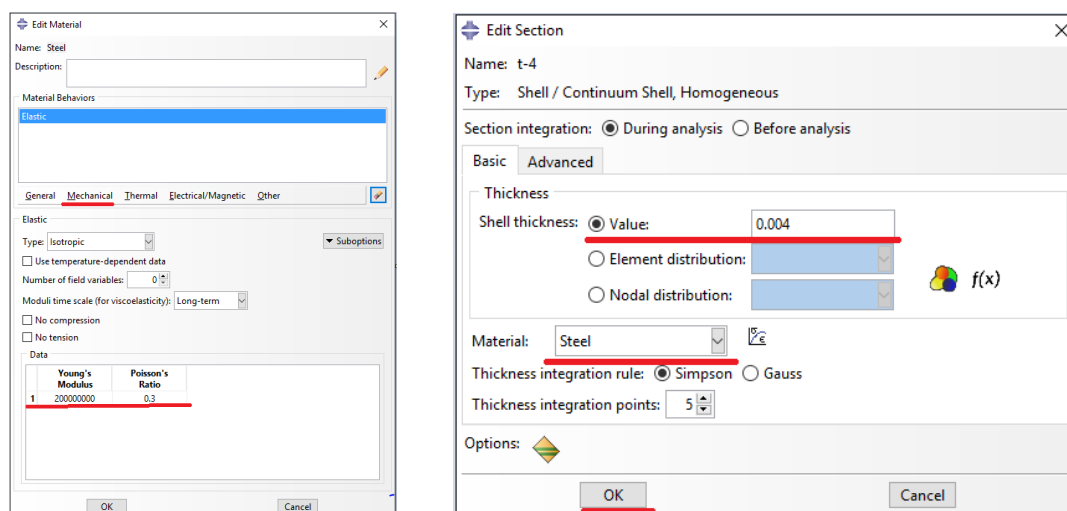 Edit Material
Name: Steel
Description:
Material Behaviors
Elastic
General Mechanical Thermal Electrical/Magnetic Other
Elastic
Type: Isotropic
Suboptions
Use temperature-dependent data
Number of field variables: 0
Moduli time scale (for viscoelasticity): Long-term
No compression
No tension
Data
Young's Modulus
Poisson's Ratio
1 200000000 0.3
OK Cancel
Edit Section
Name: t-4
Type: Shell / Continuum Shell, Homogeneous
Section integration: During analysis Before analysis
Basic Advanced
Thickness
Shell thickness: Value: 0.004
Element distribution:
Nodal distribution:
f(x)
Material: Steel
σ ε
Thickness integration rule: Simpson Gauss
Thickness integration points: 5
Options:
OK Cancel